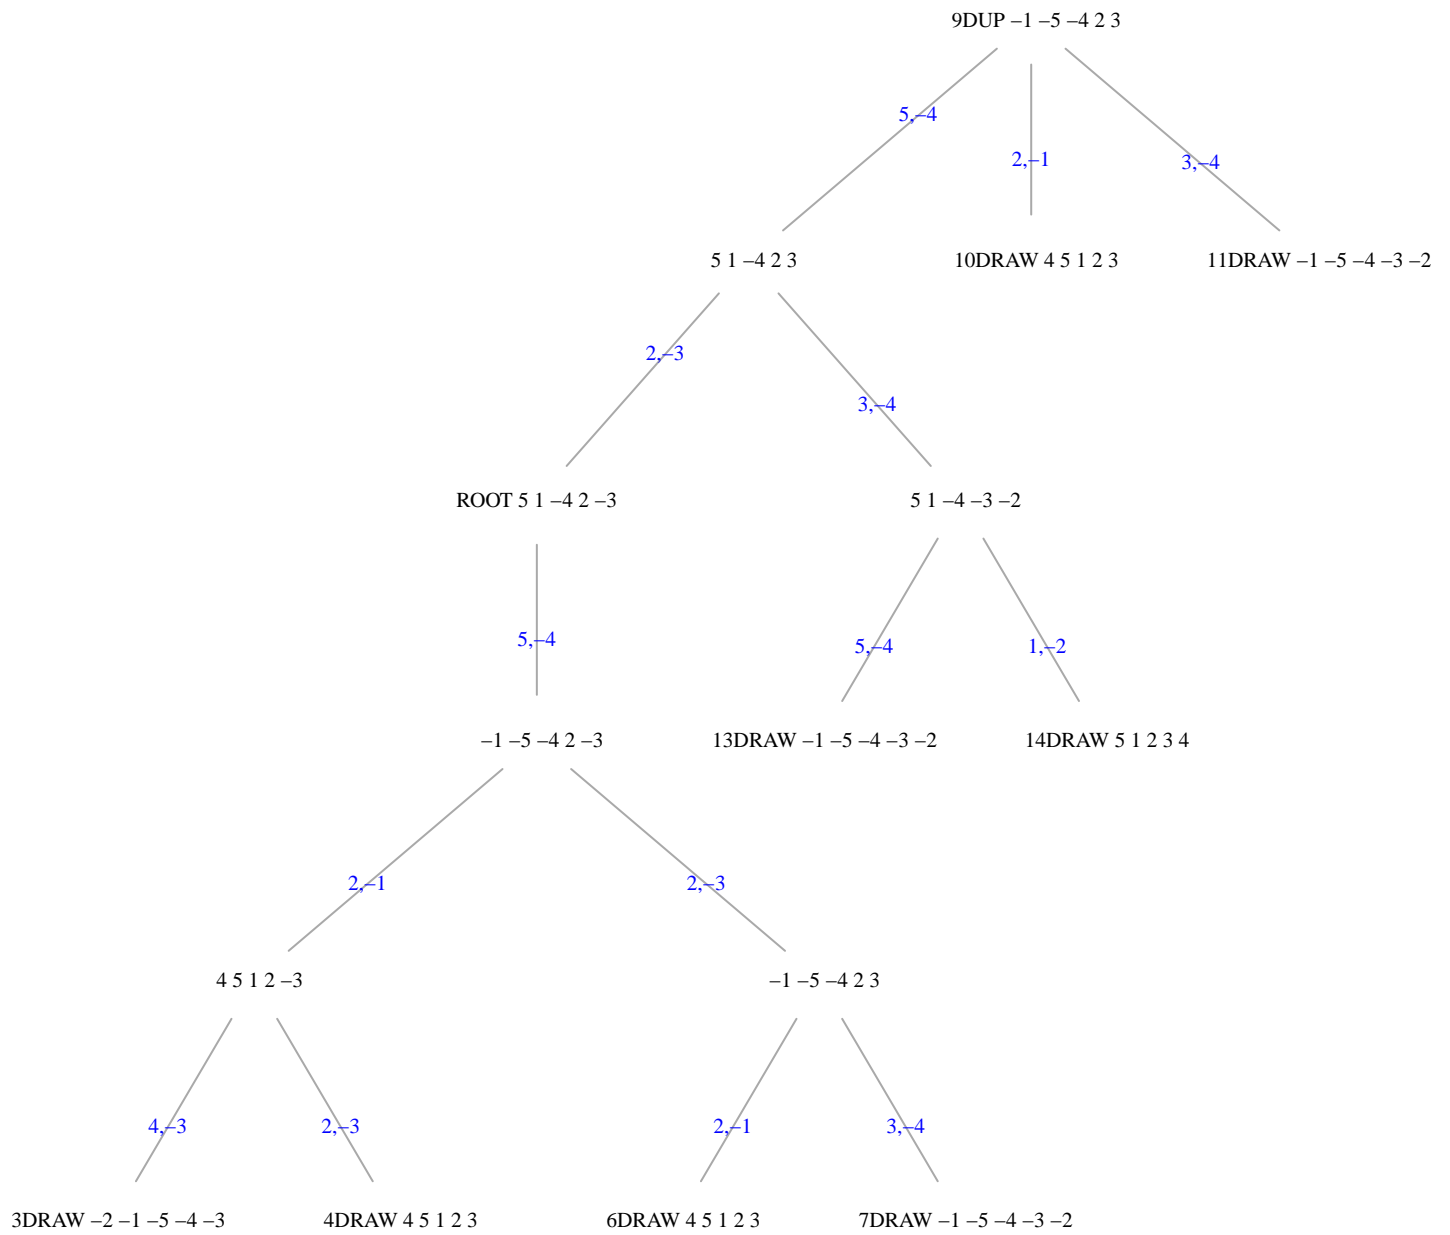 9DUP –1 –5 –4 2 3
5,–4
2,–1
3,–4
5 1 –4 2 3
10DRAW 4 5 1 2 3
11DRAW –1 –5 –4 –3 –2
2,–3
3,–4
ROOT 5 1 –4 2 –3
5 1 –4 –3 –2
5,–4
5,–4
1,–2
–1 –5 –4 2 –3
13DRAW –1 –5 –4 –3 –2
14DRAW 5 1 2 3 4
2,–1
2,–3
4 5 1 2 –3
–1 –5 –4 2 3
4,–3
2,–3
2,–1
3,–4
3DRAW –2 –1 –5 –4 –3
4DRAW 4 5 1 2 3
6DRAW 4 5 1 2 3
7DRAW –1 –5 –4 –3 –2